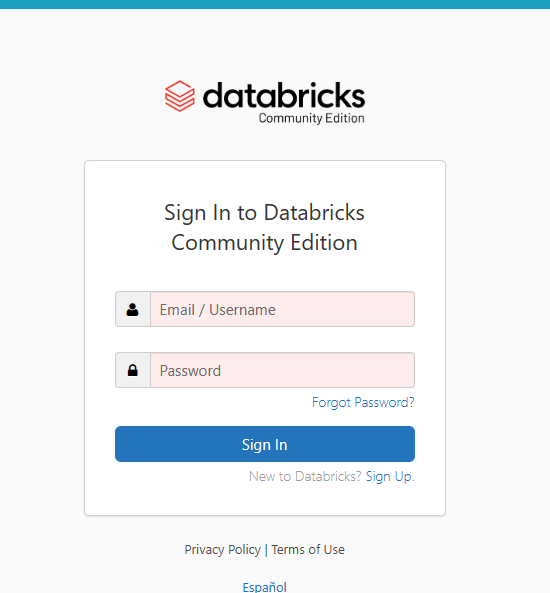 databricks
Community Edition
Sign In to Databricks
Community Edition
Email / Username
Password
Forgot Password?
Sign In
New to Databricks? Sign Up.
Privacy Policy | Terms of Use
Español